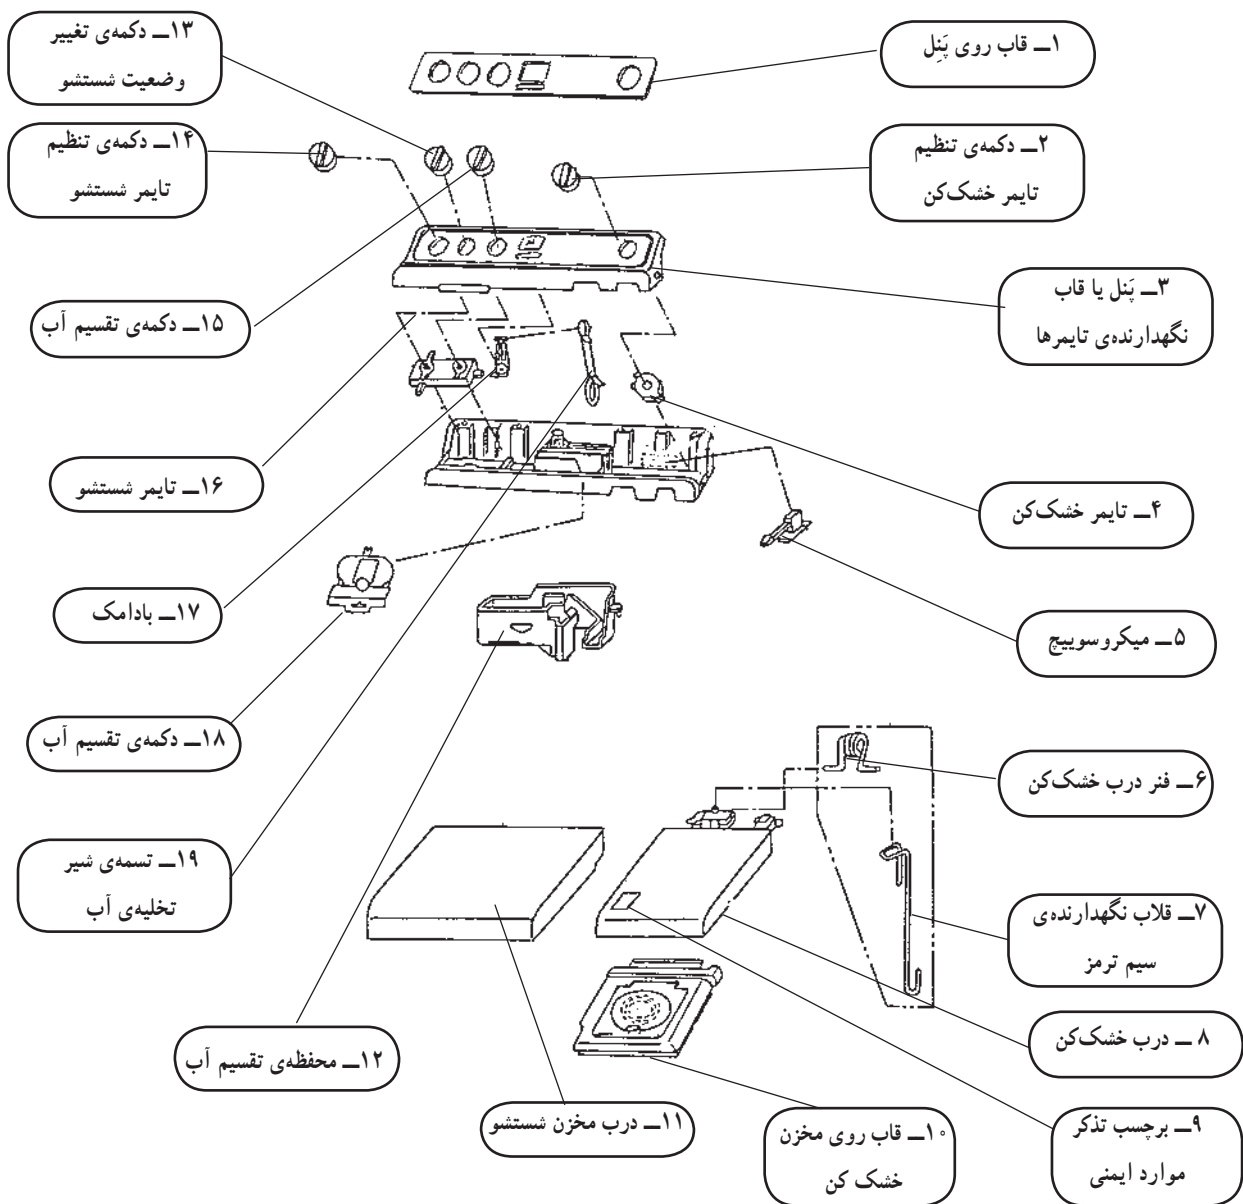 ۱ــ قاب روی پَنِل
۲ــ دکمه‌ی تنظیم
تایمر خشک‌کن
۳ــ پَنل یا قاب
نگهدارنده‌ی تایمرها
۴ــ تایمر خشک‌کن
۵ــ میکروسوییچ
۶ــ فنر درب خشک‌کن
۷ــ قلاب نگهدارنده‌ی
سیم ترمز
۸ ــ درب خشک‌کن
۹ــ برچسب تذکر
موارد ایمنی
۱۰ــ قاب روی مخزن
خشک کن
۱۱ــ درب مخزن شستشو
۱۲ــ محفظه‌ی تقسیم آب
۱۳ــ دکمه‌ی تغییر
وضعیت شستشو
۱۴ــ دکمه‌ی تنظیم
تایمر شستشو
۱۵ــ دکمه‌ی تقسیم آب
۱۶ــ تایمر شستشو
۱۷ــ بادامک
۱۸ــ دکمه‌ی تقسیم آب
۱۹ــ تسمه‌ی شیر
تخلیه‌ی آب